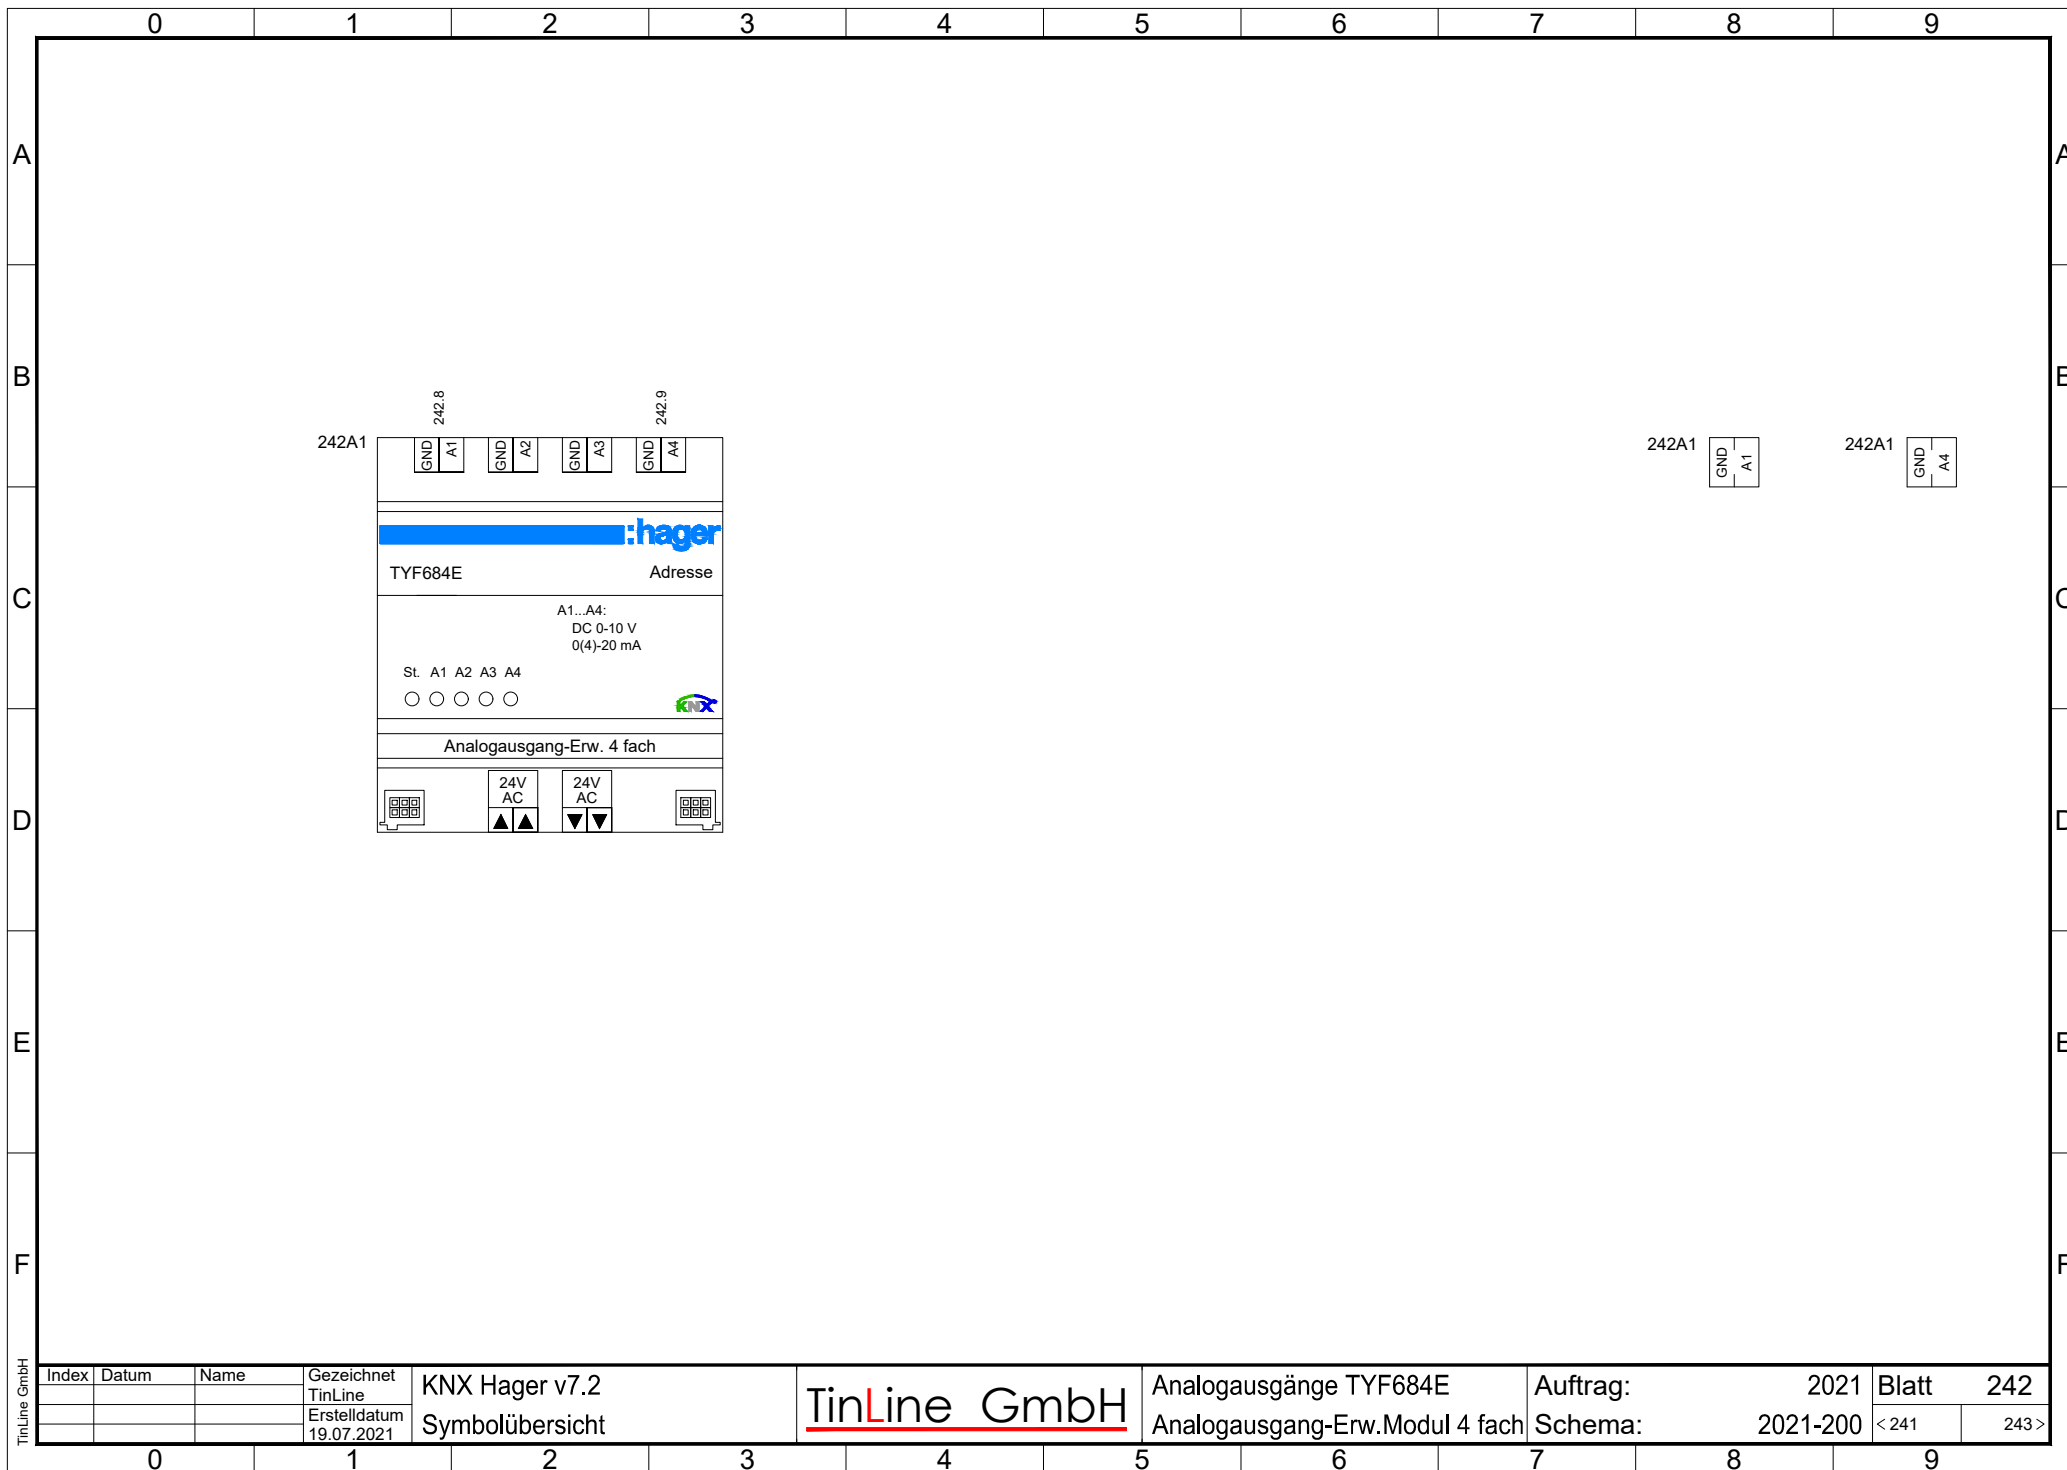 0 1 2 3 4 5 6 7 8 9
A A
B B
242.8 242.9
242A1 GND A1 GND A2 GND A3 GND A4
242A1 GND A1
242A1 GND A4
:hager
TYF684E Adresse
C C
A1...A4:
DC 0-10 V
0(4)-20 mA
St. A1 A2 A3 A4
KNX
Analogausgang-Erw. 4 fach
24V AC 24V AC
D D
E E
F F
TinLine GmbH
Index Datum Name Gezeichnet
TinLine
Erstelldatum
19.07.2021
KNX Hager v7.2
Symbolübersicht
TinLine GmbH
Analogausgänge TYF684E
Analogausgang-Erw.Modul 4 fach
Auftrag: 2021
Schema: 2021-200
Blatt 242
< 241 243 >
0 1 2 3 4 5 6 7 8 9